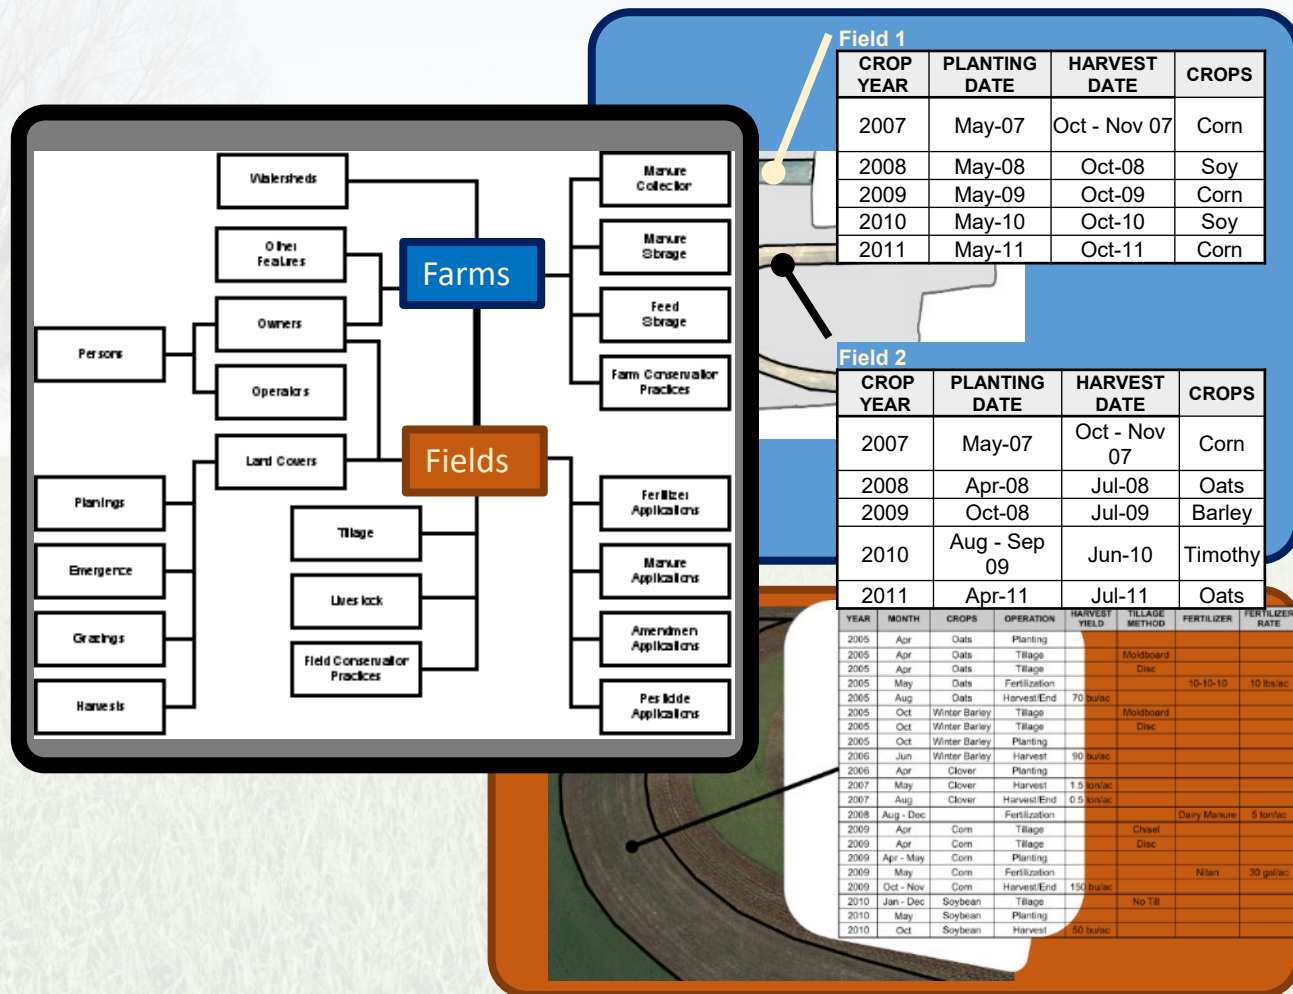 Field 1
CROP YEAR PLANTING DATE HARVEST DATE CROPS
2007 May-07 Oct - Nov 07 Corn
2008 May-08 Oct-08 Soy
2009 May-09 Oct-09 Corn
2010 May-10 Oct-10 Soy
2011 May-11 Oct-11 Corn
Field 2
CROP YEAR PLANTING DATE HARVEST DATE CROPS
2007 May-07 Oct - Nov 07 Corn
2008 Apr-08 Jul-08 Oats
2009 Oct-08 Jul-09 Barley
2010 Aug - Sep 09 Jun-10 Timothy
2011 Apr-11 Jul-11 Oats
Watersheds
Other
Features
Owners
Persons
Operators
Land Covers
Planings
Emergence
Grazings
Harvests
Farms
Fields
Tillage
Livestock
Field Conservation
Practices
Manure
Collection
Manure
Storage
Feed
Storage
Farm Conservation
Practices
Fertilizer
Applications
Manure
Applications
Amendmen
Applications
Pesticide
Applications
YEAR MONTH CROPS OPERATION HARVEST YIELD TILLAGE METHOD FERTILIZER FERTILIZER RATE
2005 Apr Oats Planting
2005 Apr Oats Tillage Moldboard
2005 Apr Oats Tillage Disc
2005 May Oats Fertilization 10-10-10 10 lbs/ac
2005 Aug Oats Harvest/End 70 bu/ac
2005 Oct Winter Barley Tillage Moldboard
2005 Oct Winter Barley Tillage Disc
2005 Oct Winter Barley Planting
2006 Jun Winter Barley Harvest 90 bu/ac
2006 Apr Clover Planting
2007 May Clover Harvest 1.5 ton/ac
2007 Aug Clover Harvest/End 0.5 ton/ac
2008 Aug - Dec Fertilization Dairy Manure 5 ton/ac
2009 Apr Corn Tillage Chisel
2009 Apr Corn Tillage Disc
2009 Apr - May Corn Planting
2009 May Corn Fertilization Nitan 30 gal/ac
2009 Oct - Nov Corn Harvest/End 150 bu/ac
2010 Jan - Dec Soybean Tillage No Till
2010 May Soybean Planting
2010 Oct Soybean Harvest 50 bu/ac